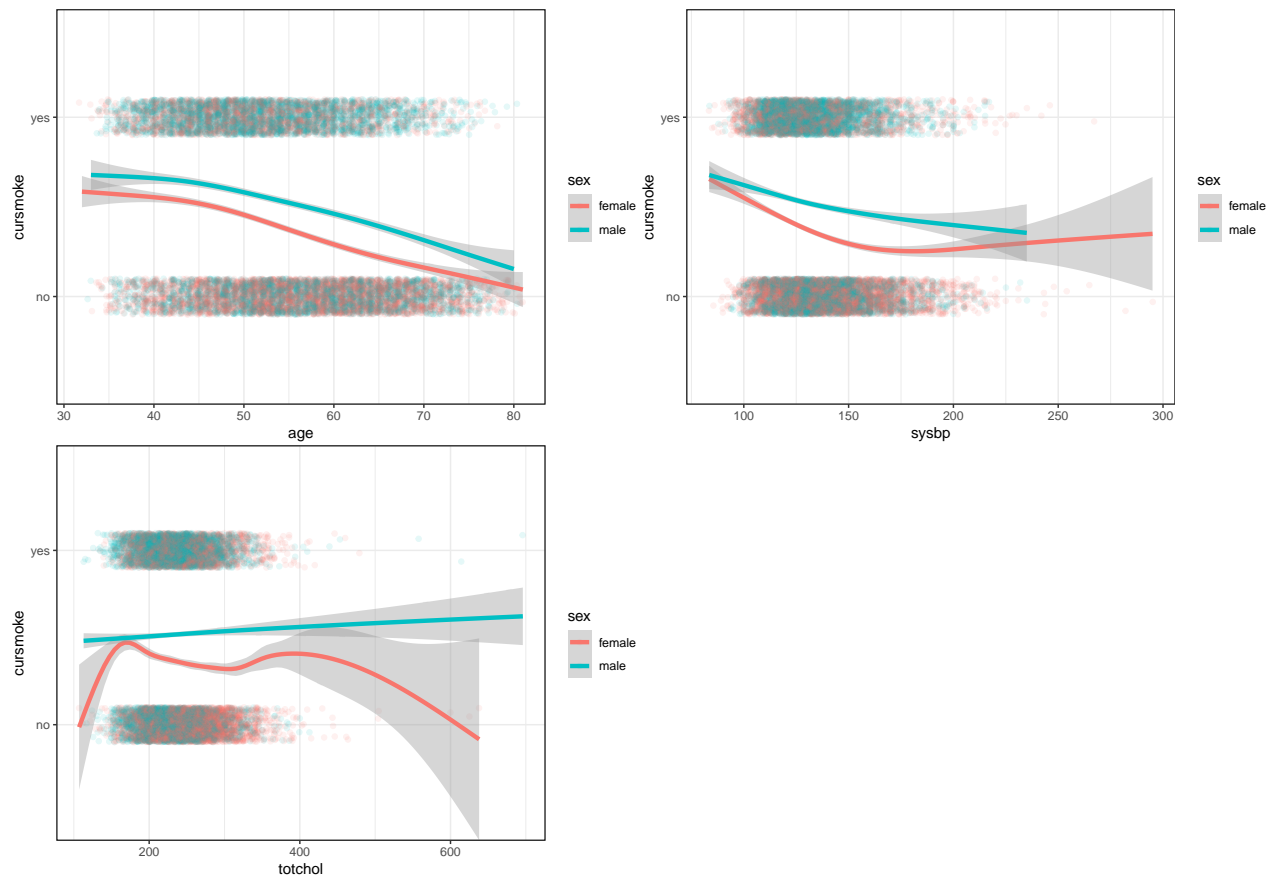 cursmoke
yes
no
30 40 50 60 70 80
age
sex
female
male
cursmoke
yes
no
100 150 200 250 300
sysbp
sex
female
male
cursmoke
yes
no
200 400 600
totchol
sex
female
male